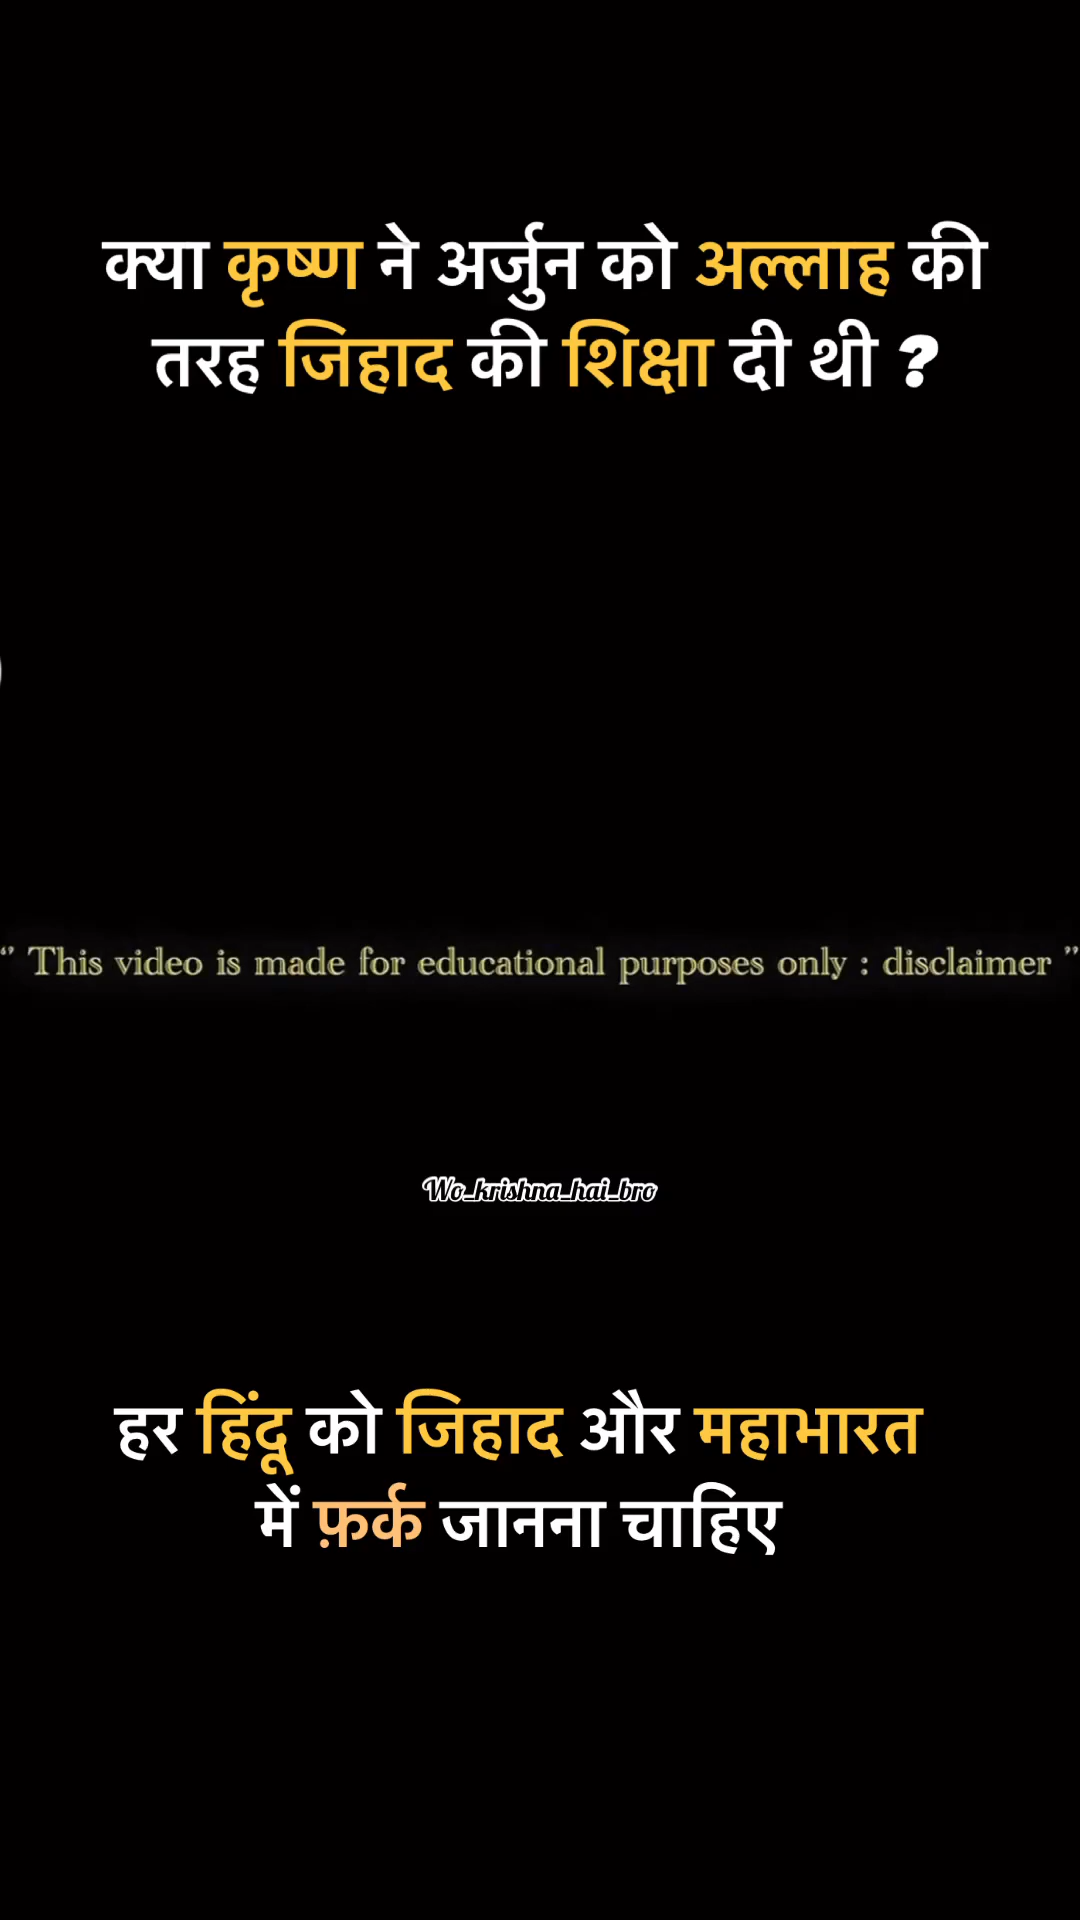 क्या कृष्ण ने अर्जुन को अल्लाह की
तरह जिहाद की शिक्षा दी थी ?
“ This video is made for educational purposes only : disclaimer ”
Wo_krishna_hai_bro
हर हिंदू को जिहाद और महाभारत
में फ़र्क जानना चाहिए